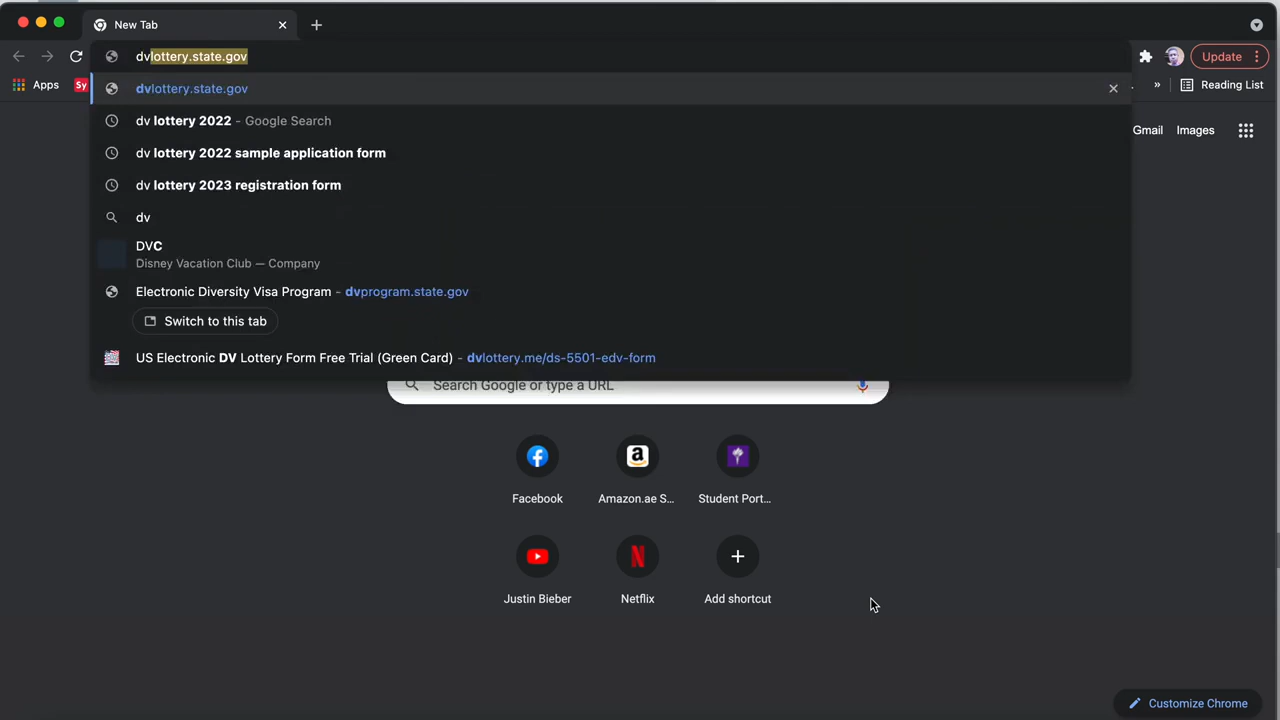 New Tab
dvlottery.state.gov
Update
Apps
Sy
»
Reading List
dvlottery.state.gov
dv lottery 2022 - Google Search
dv lottery 2022 sample application form
dv lottery 2023 registration form
dv
DVC
Disney Vacation Club — Company
Electronic Diversity Visa Program - dvprogram.state.gov
Switch to this tab
US Electronic DV Lottery Form Free Trial (Green Card) - dvlottery.me/ds-5501-edv-form
Gmail
Images
Search Google or type a URL
Facebook
Amazon.ae S...
Student Port...
Justin Bieber
Netflix
Add shortcut
Customize Chrome